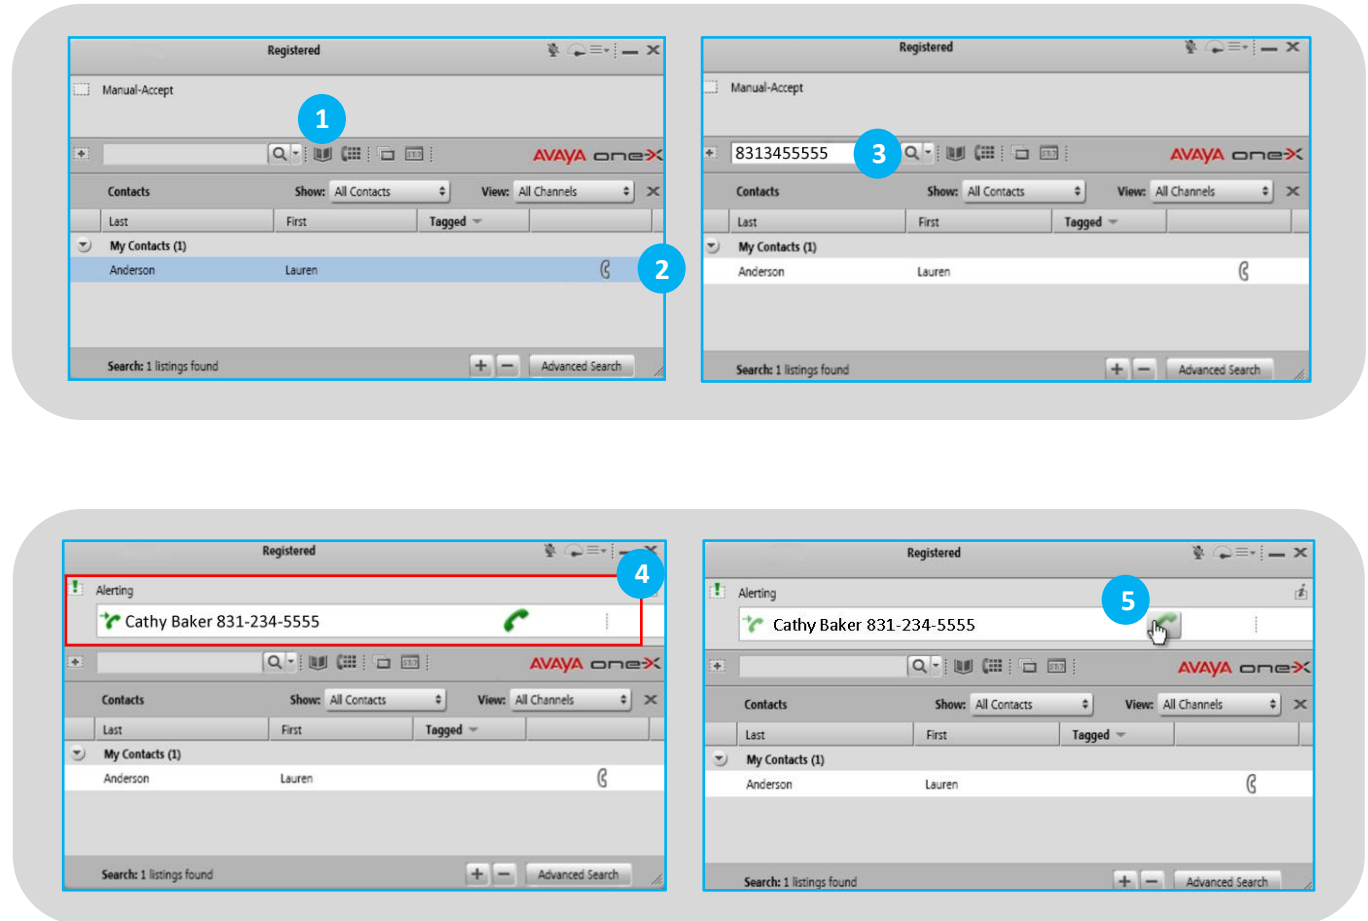 Registered
Manual-Accept
1
AVAYA one-X
Contacts Show: All Contacts View: All Channels
Last First Tagged
My Contacts (1)
Anderson Lauren
2
Search: 1 listings found + − Advanced Search
Registered
Manual-Accept
8313455555 3
AVAYA one-X
Contacts Show: All Contacts View: All Channels
Last First Tagged
My Contacts (1)
Anderson Lauren
Search: 1 listings found + − Advanced Search
Registered
4
Alerting
Cathy Baker 831-234-5555
AVAYA one-X
Contacts Show: All Contacts View: All Channels
Last First Tagged
My Contacts (1)
Anderson Lauren
Search: 1 listings found + − Advanced Search
Registered
Alerting
5
Cathy Baker 831-234-5555
AVAYA one-X
Contacts Show: All Contacts View: All Channels
Last First Tagged
My Contacts (1)
Anderson Lauren
Search: 1 listings found + − Advanced Search